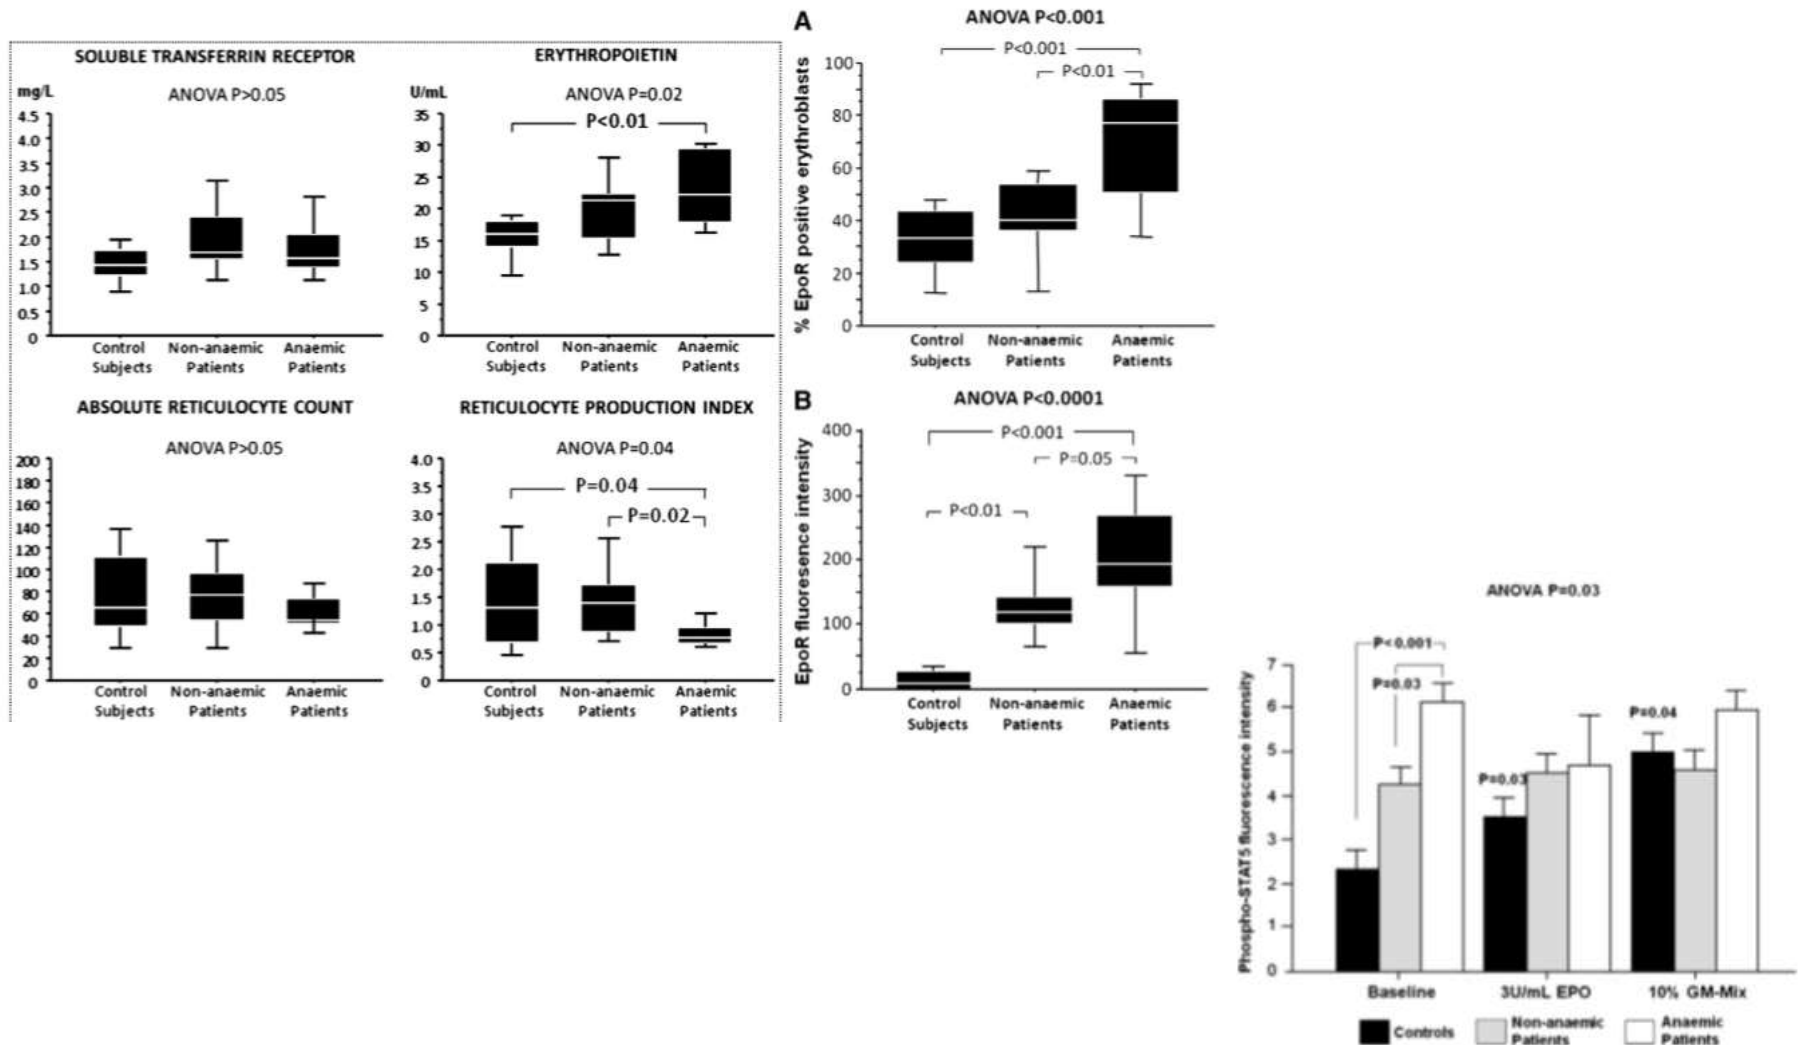 SOLUBLE TRANSFERRIN RECEPTOR
mg/L
ANOVA P>0.05
4.5
4.0
3.5
3.0
2.5
2.0
1.5
1.0
0.5
0
Control Subjects
Non-anaemic Patients
Anaemic Patients
ERYTHROPOIETIN
U/mL
ANOVA P=0.02
P<0.01
35
30
25
20
15
10
5
0
Control Subjects
Non-anaemic Patients
Anaemic Patients
ABSOLUTE RETICULOCYTE COUNT
ANOVA P>0.05
200
180
160
140
120
100
80
60
40
20
0
Control Subjects
Non-anaemic Patients
Anaemic Patients
RETICULOCYTE PRODUCTION INDEX
ANOVA P=0.04
P=0.04
P=0.02
4.0
3.5
3.0
2.5
2.0
1.5
1.0
0.5
0
Control Subjects
Non-anaemic Patients
Anaemic Patients
A
ANOVA P<0.001
P<0.001
P<0.01
% EpoR positive erythroblasts
100
80
60
40
20
0
Control Subjects
Non-anaemic Patients
Anaemic Patients
B
ANOVA P<0.0001
P<0.001
P=0.05
P<0.01
EpoR fluoresence intensity
400
300
200
100
0
Control Subjects
Non-anaemic Patients
Anaemic Patients
ANOVA P=0.03
P<0.001
P=0.03
P=0.03
P=0.04
Phospho-STAT5 fluorescence intensity
7
6
5
4
3
2
1
0
Baseline
3U/mL EPO
10% GM-Mix
Controls
Non-anaemic Patients
Anaemic Patients